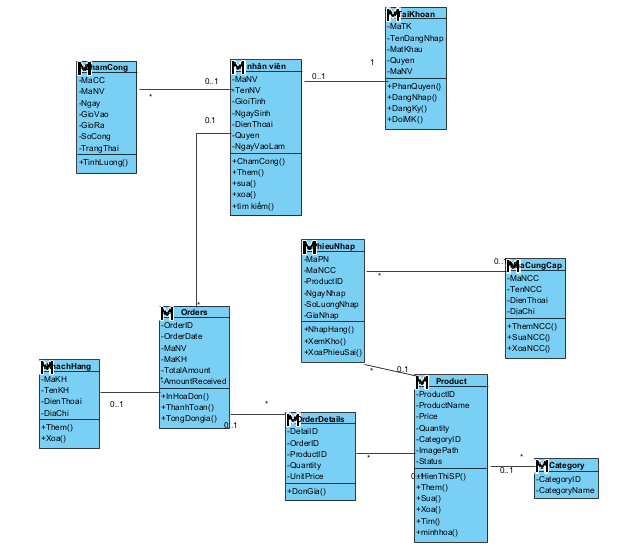 TaiKhoan
-MaTK
-TenDangNhap
-MatKhau
-Quyen
-MaNV
+PhanQuyen()
+DangNhap()
+DangKy()
+DoiMK()
1
0..1
ChamCong
-MaCC
-MaNV
-Ngay
-GioVao
-GioRa
-SoCong
-TrangThai
+TinhLuong()
0..1
*
nhân viên
-MaNV
-TenNV
-GioiTinh
-NgaySinh
-DienThoai
-Quyen
-NgayVaoLam
+ChamCong()
+Them()
+sua()
+xoa()
+tìm kiếm()
0.1
*
PhieuNhap
-MaPN
-MaNCC
-ProductID
-NgayNhap
-SoLuongNhap
-GiaNhap
+NhapHang()
+XemKho()
+XoaPhieuSai()
*
0..
NhaCungCap
-MaNCC
-TenNCC
-DienThoai
-DiaChi
+ThemNCC()
+SuaNCC()
+XoaNCC()
Orders
-OrderID
-OrderDate
-MaNV
-MaKH
-TotalAmount
-AmountReceived
+InHoaDon()
+ThanhToan()
+TongDongia()
*
KhachHang
-MaKH
-TenKH
-DienThoai
-DiaChi
+Them()
+Xoa()
0..1
0..1
*
OrderDetails
-DetailID
-OrderID
-ProductID
-Quantity
-UnitPrice
+DonGia()
*
*
0.1
Product
-ProductID
-ProductName
-Price
-Quantity
-CategoryID
-ImagePath
-Status
+HienThiSP()
+Them()
+Sua()
+Xoa()
+Tim()
+minhhoa()
0..1
*
Category
-CategoryID
-CategoryName